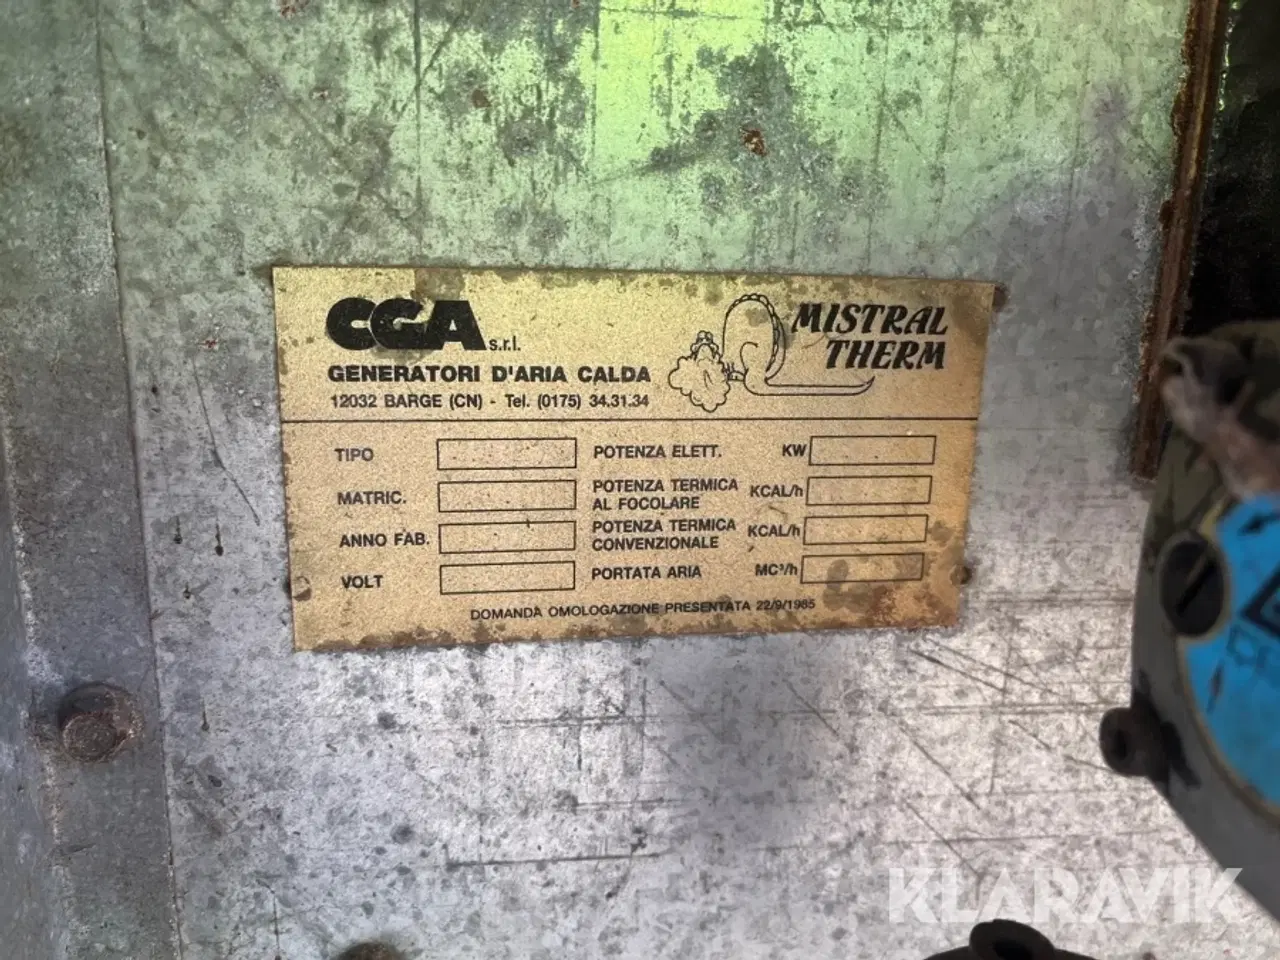 CGA s.r.l.
MISTRAL
THERM
GENERATORI D'ARIA CALDA
12032 BARGE (CN) - Tel. (0175) 34.31.34
TIPO
MATRIC.
ANNO FAB.
VOLT
POTENZA ELETT. KW
POTENZA TERMICA
AL FOCOLARE KCAL/h
POTENZA TERMICA
CONVENZIONALE KCAL/h
PORTATA ARIA MC³/h
DOMANDA OMOLOGAZIONE PRESENTATA 22/9/1985
KLARAVIK